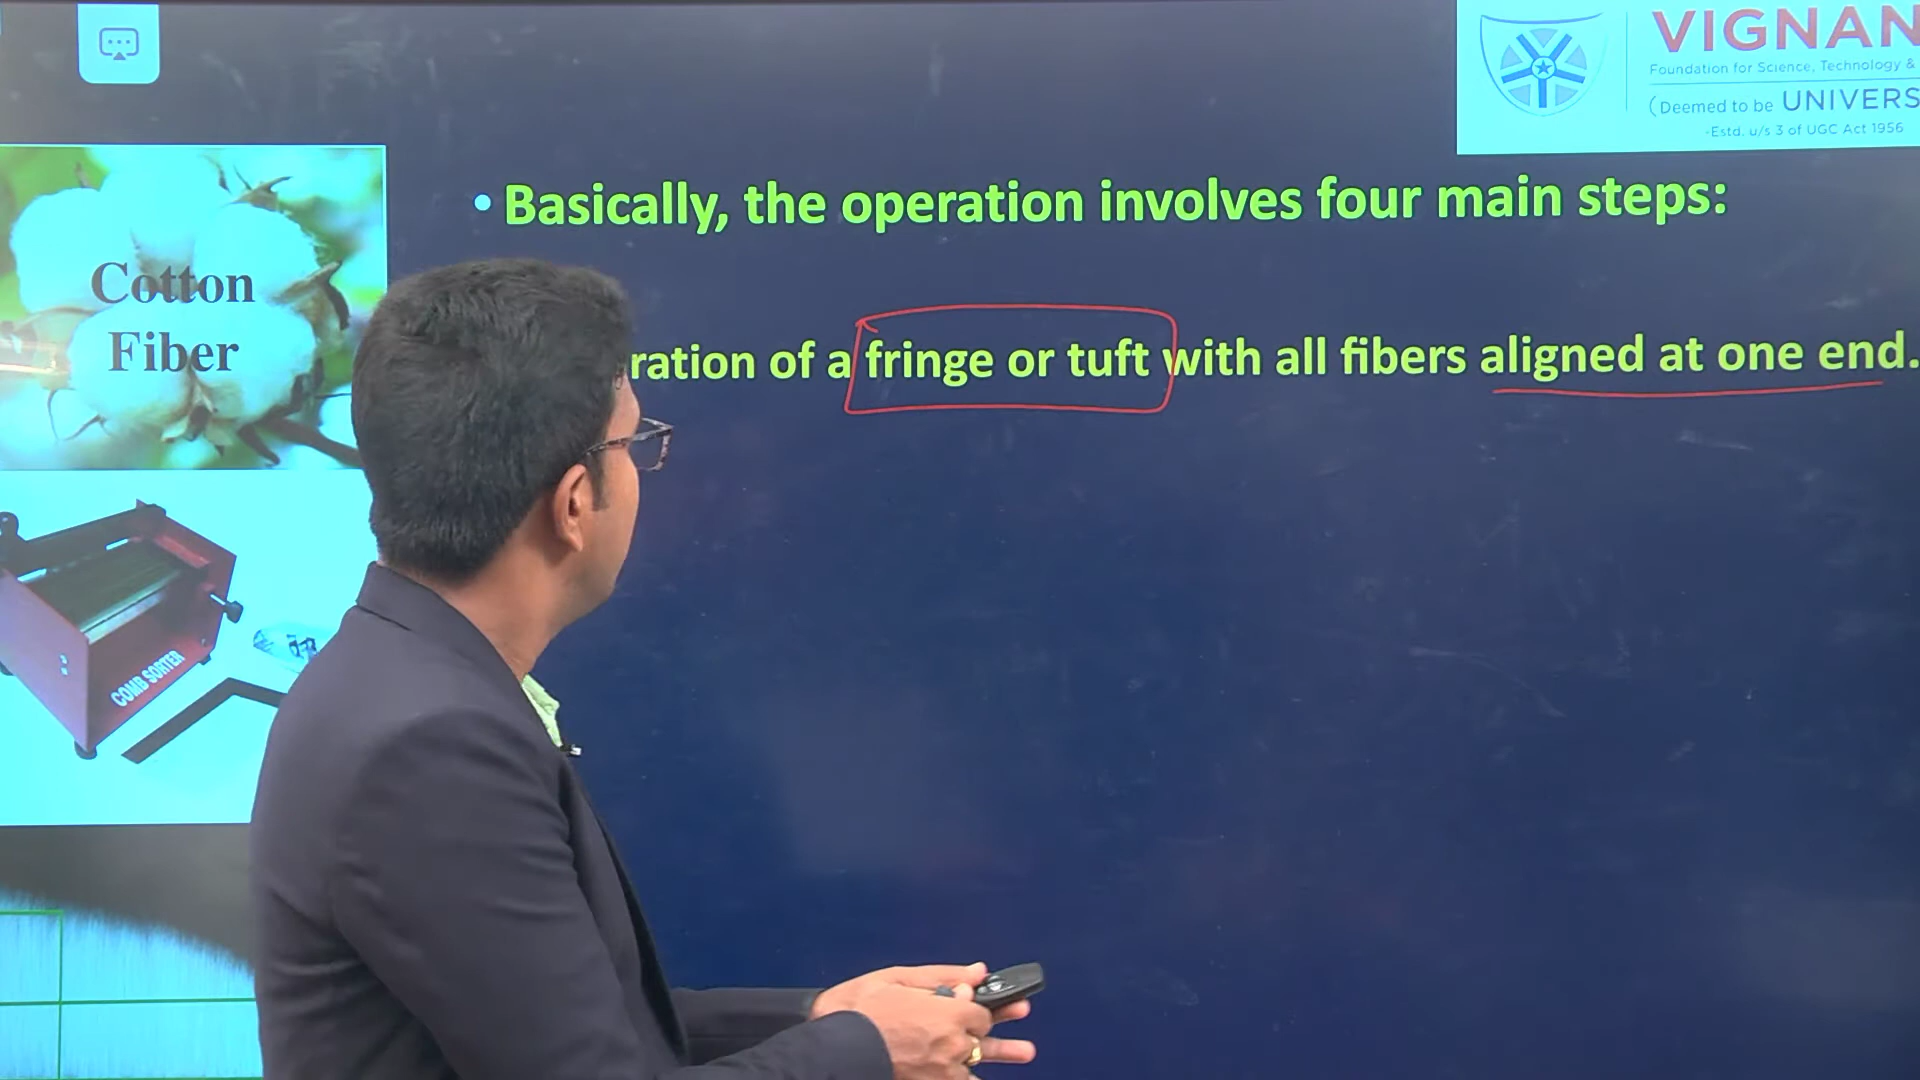 VIGNAN
Foundation for Science, Technology &
(Deemed to be UNIVERS
-Estd. u/s 3 of UGC Act 1956
• Basically, the operation involves four main steps:
Cotton
Fiber
ration of a fringe or tuft with all fibers aligned at one end.
COMB SORTER